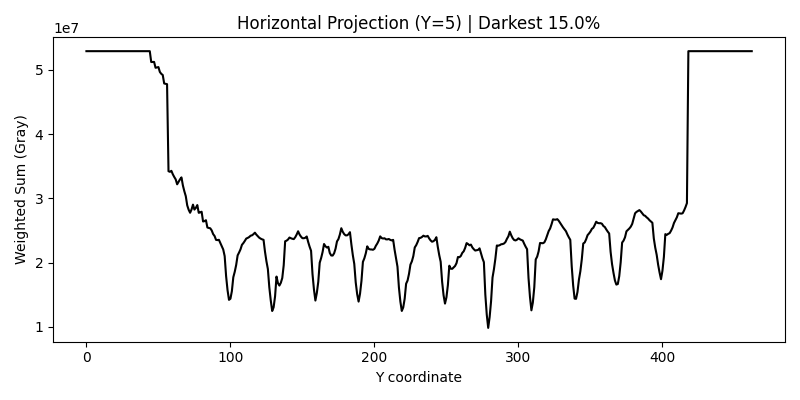 Horizontal Projection (Y=5) | Darkest 15.0%
1e7
5
4
3
2
1
Weighted Sum (Gray)
0 100 200 300 400
Y coordinate